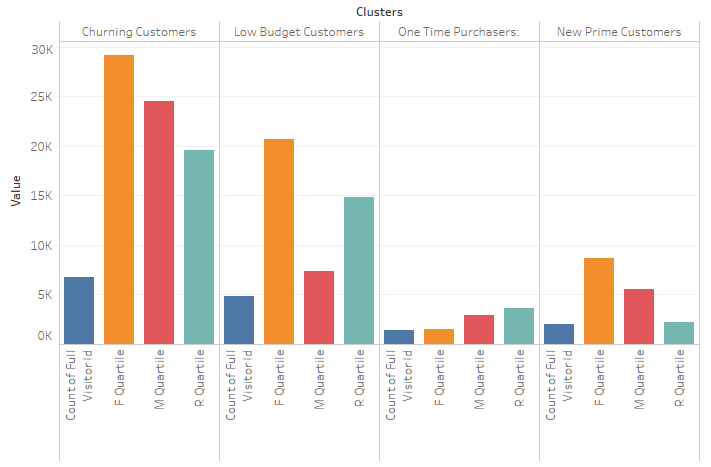 Clusters
Churning Customers
Low Budget Customers
One Time Purchasers:
New Prime Customers
30K
25K
20K
15K
10K
5K
0K
Value
Count of Full
Visitor Id
F Quartile
M Quartile
R Quartile
Count of Full
Visitor Id
F Quartile
M Quartile
R Quartile
Count of Full
Visitor Id
F Quartile
M Quartile
R Quartile
Count of Full
Visitor Id
F Quartile
M Quartile
R Quartile